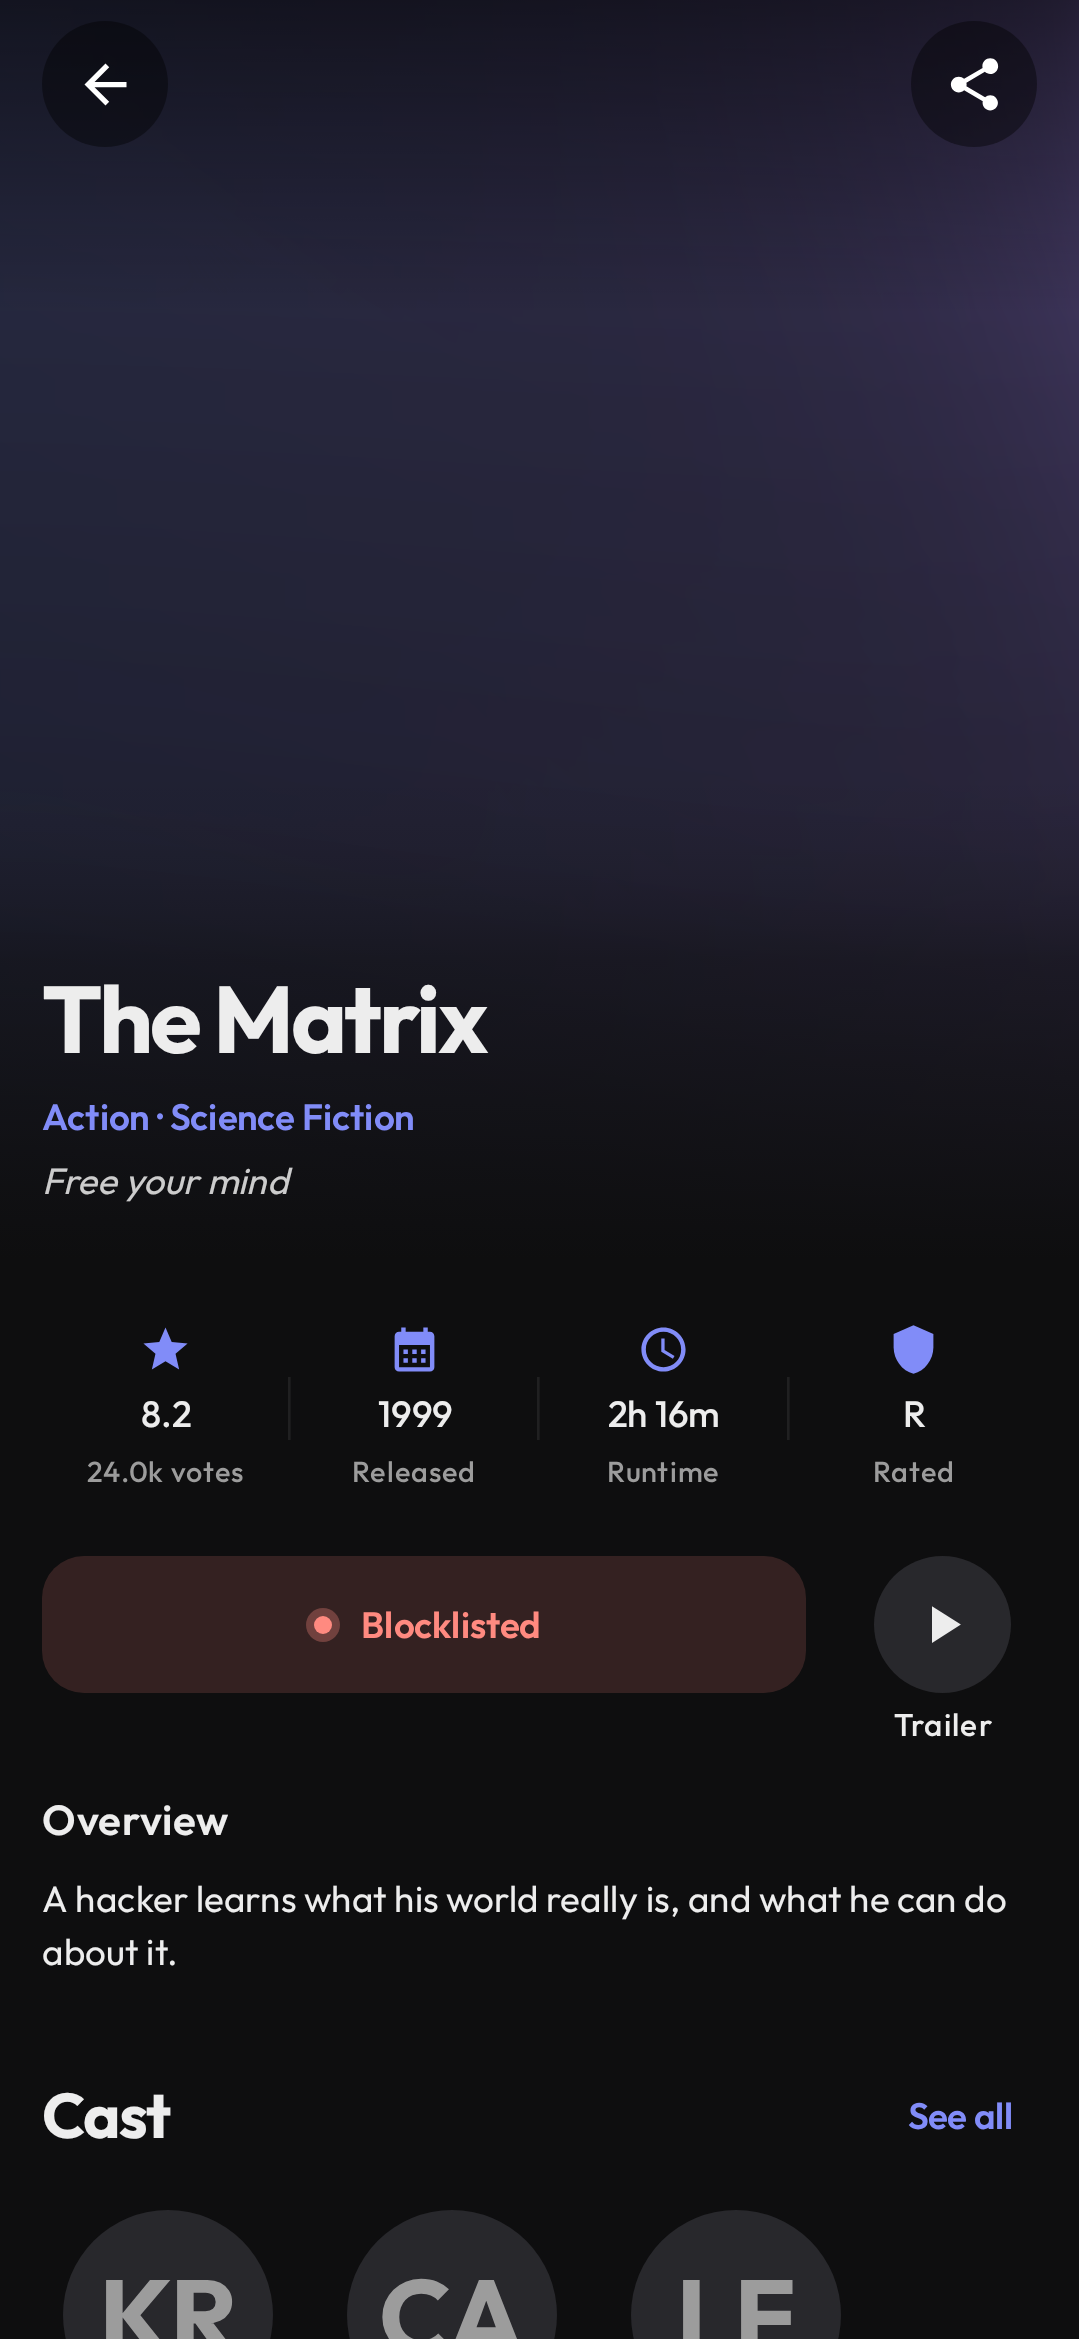 The Matrix
Action · Science Fiction
Free your mind
8.2
1999
2h 16m
R
24.0k votes
Released
Runtime
Rated
Blocklisted
Trailer
Overview
A hacker learns what his world really is, and what he can do
about it.
Cast
See all
KR
CA
LF